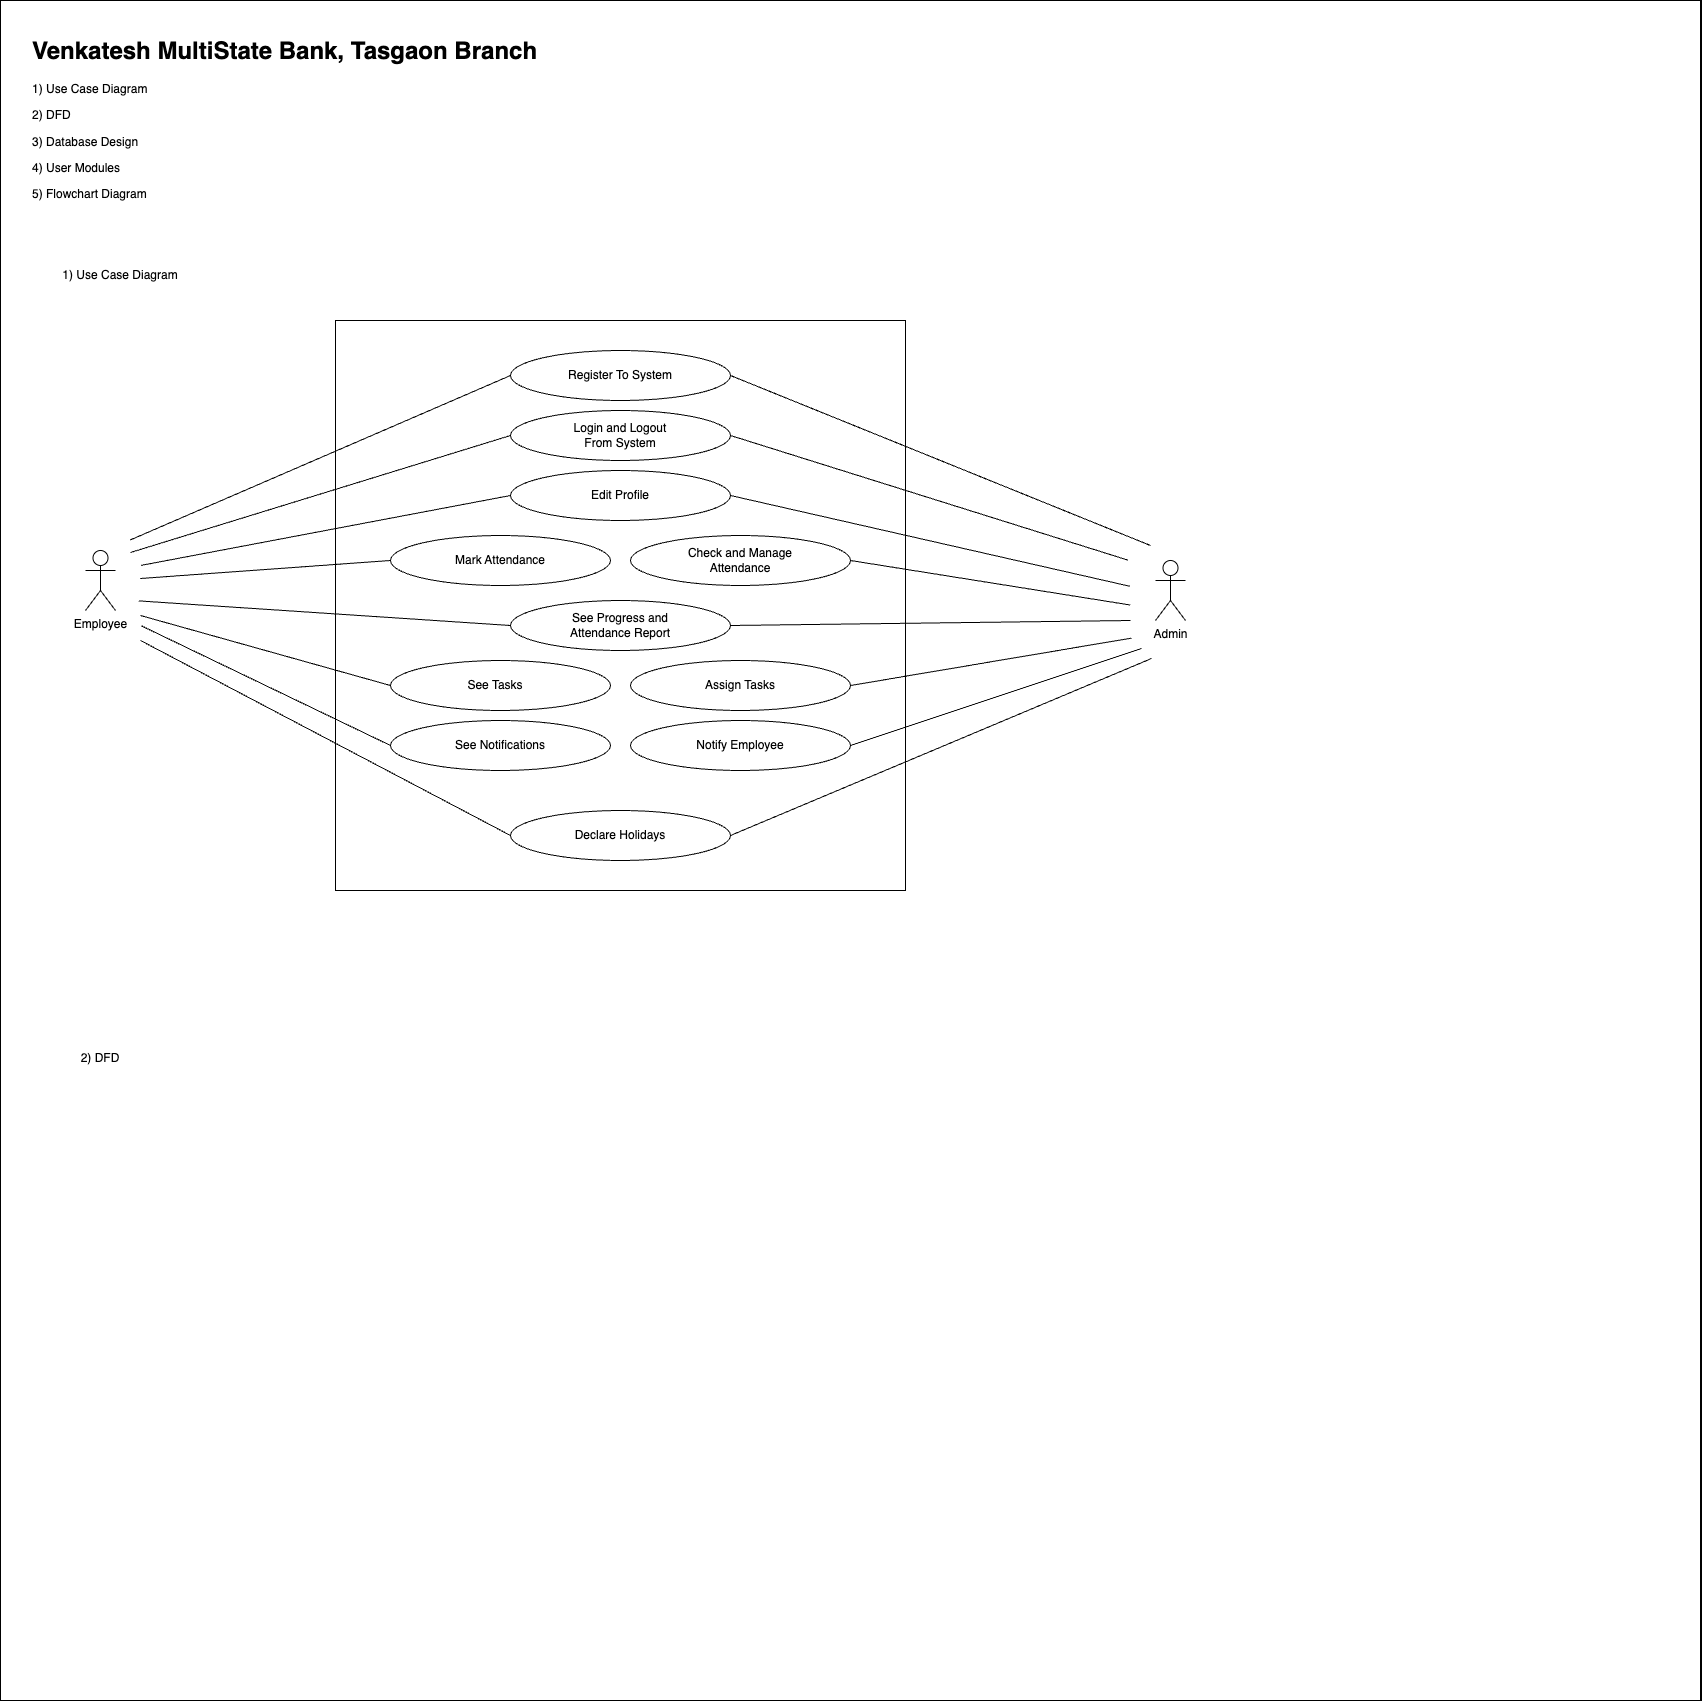 Venkatesh MultiState Bank, Tasgaon Branch
1) Use Case Diagram
2) DFD
3) Database Design
4) User Modules
5) Flowchart Diagram
1) Use Case Diagram
Register To System
Login and Logout
From System
Edit Profile
Mark Attendance
Check and Manage
Attendance
Employee
See Progress and
Attendance Report
Admin
See Tasks
Assign Tasks
See Notifications
Notify Employee
Declare Holidays
2) DFD